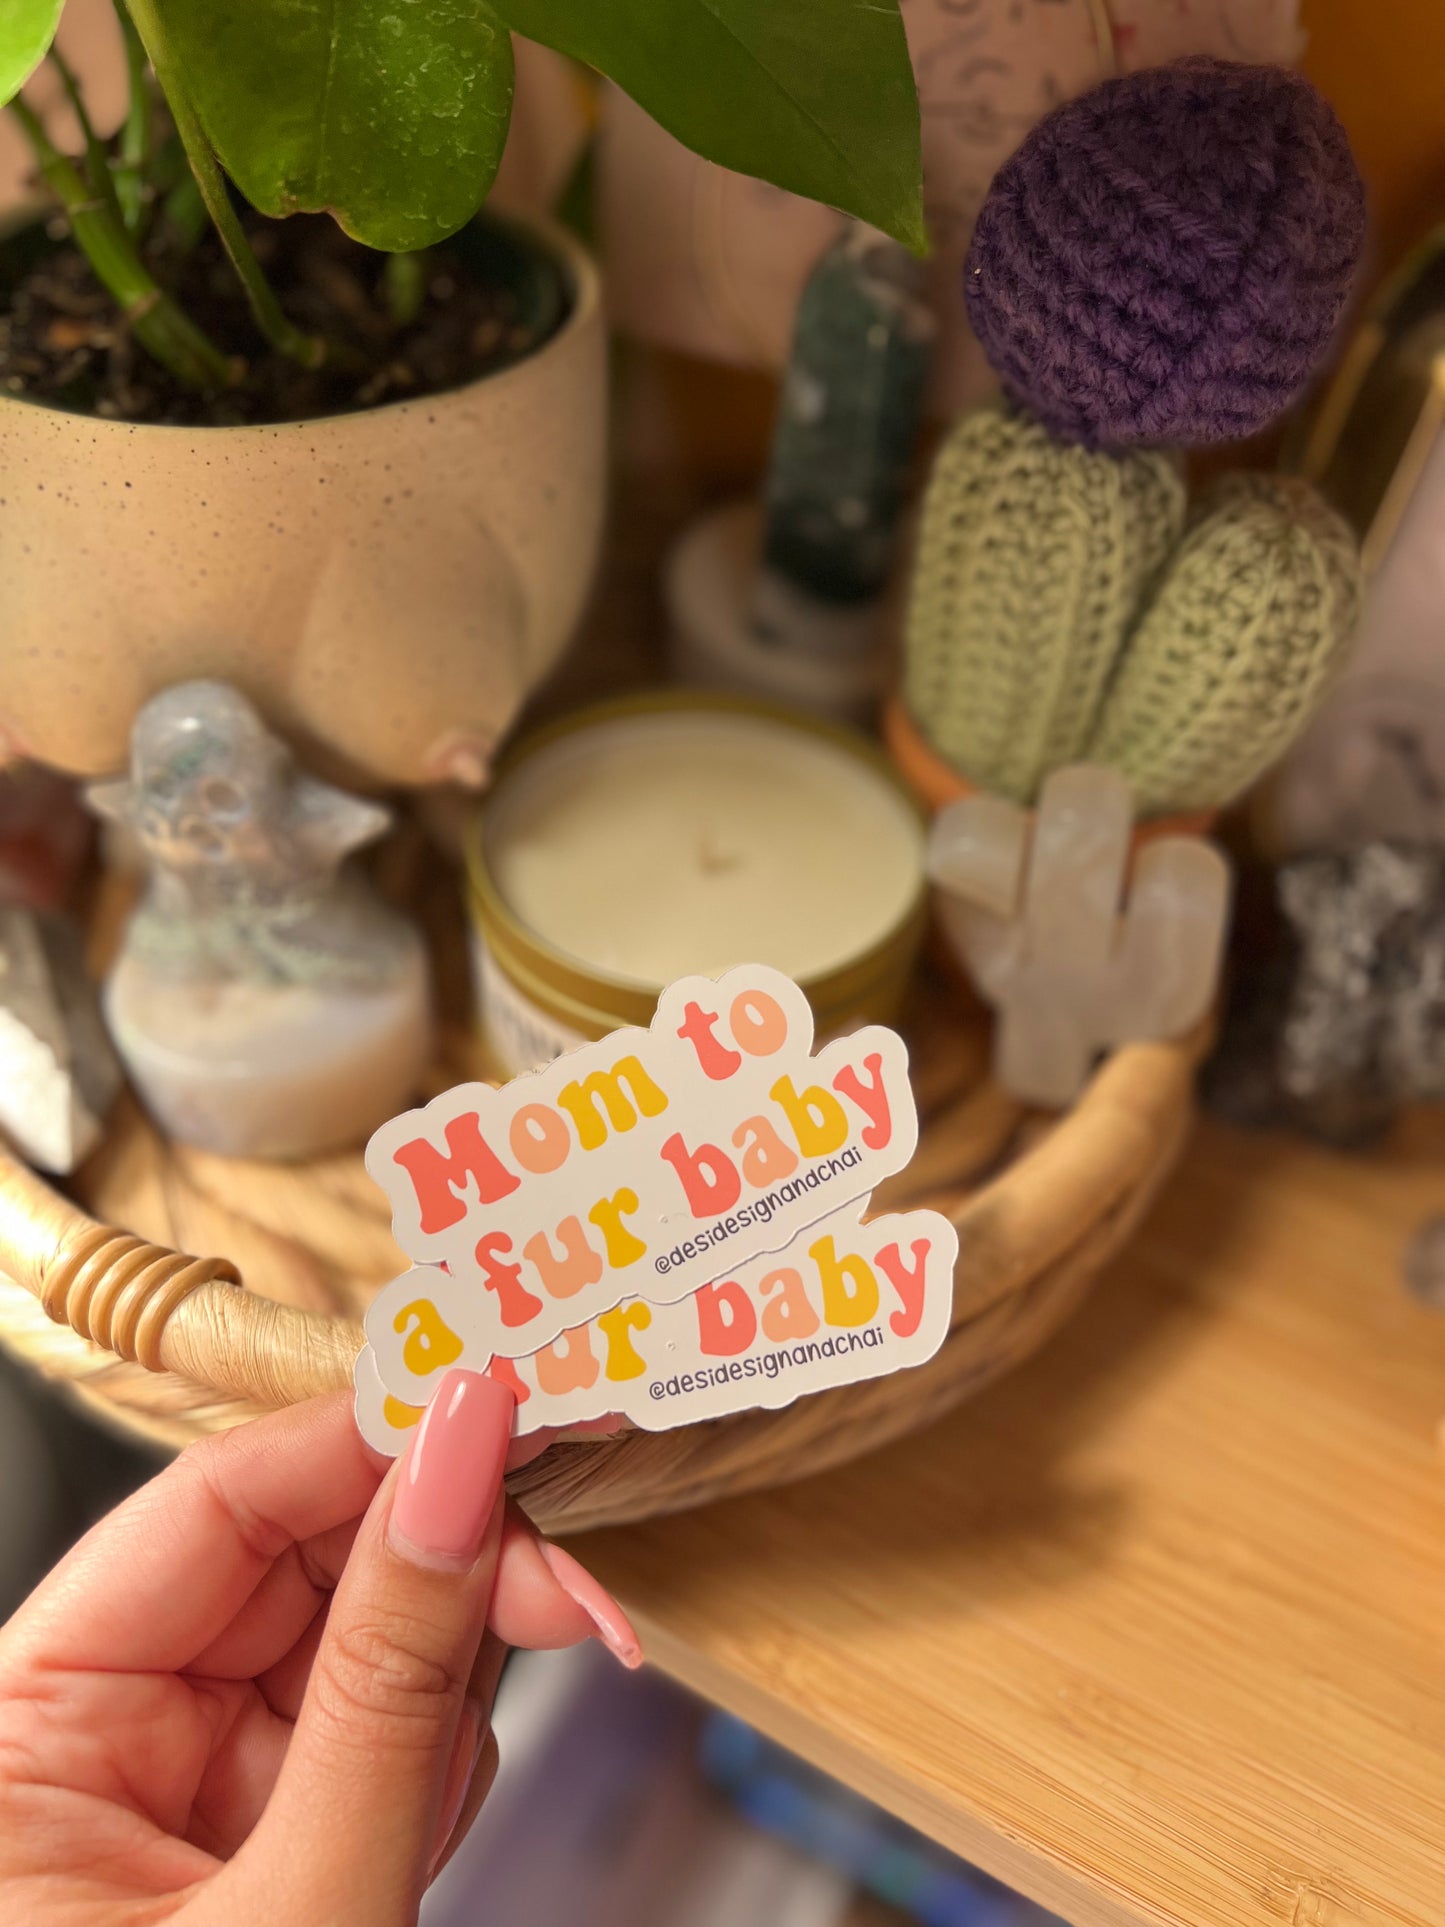 Mom to
a fur baby
@desidesignandchai
fur baby
@desidesignandchai